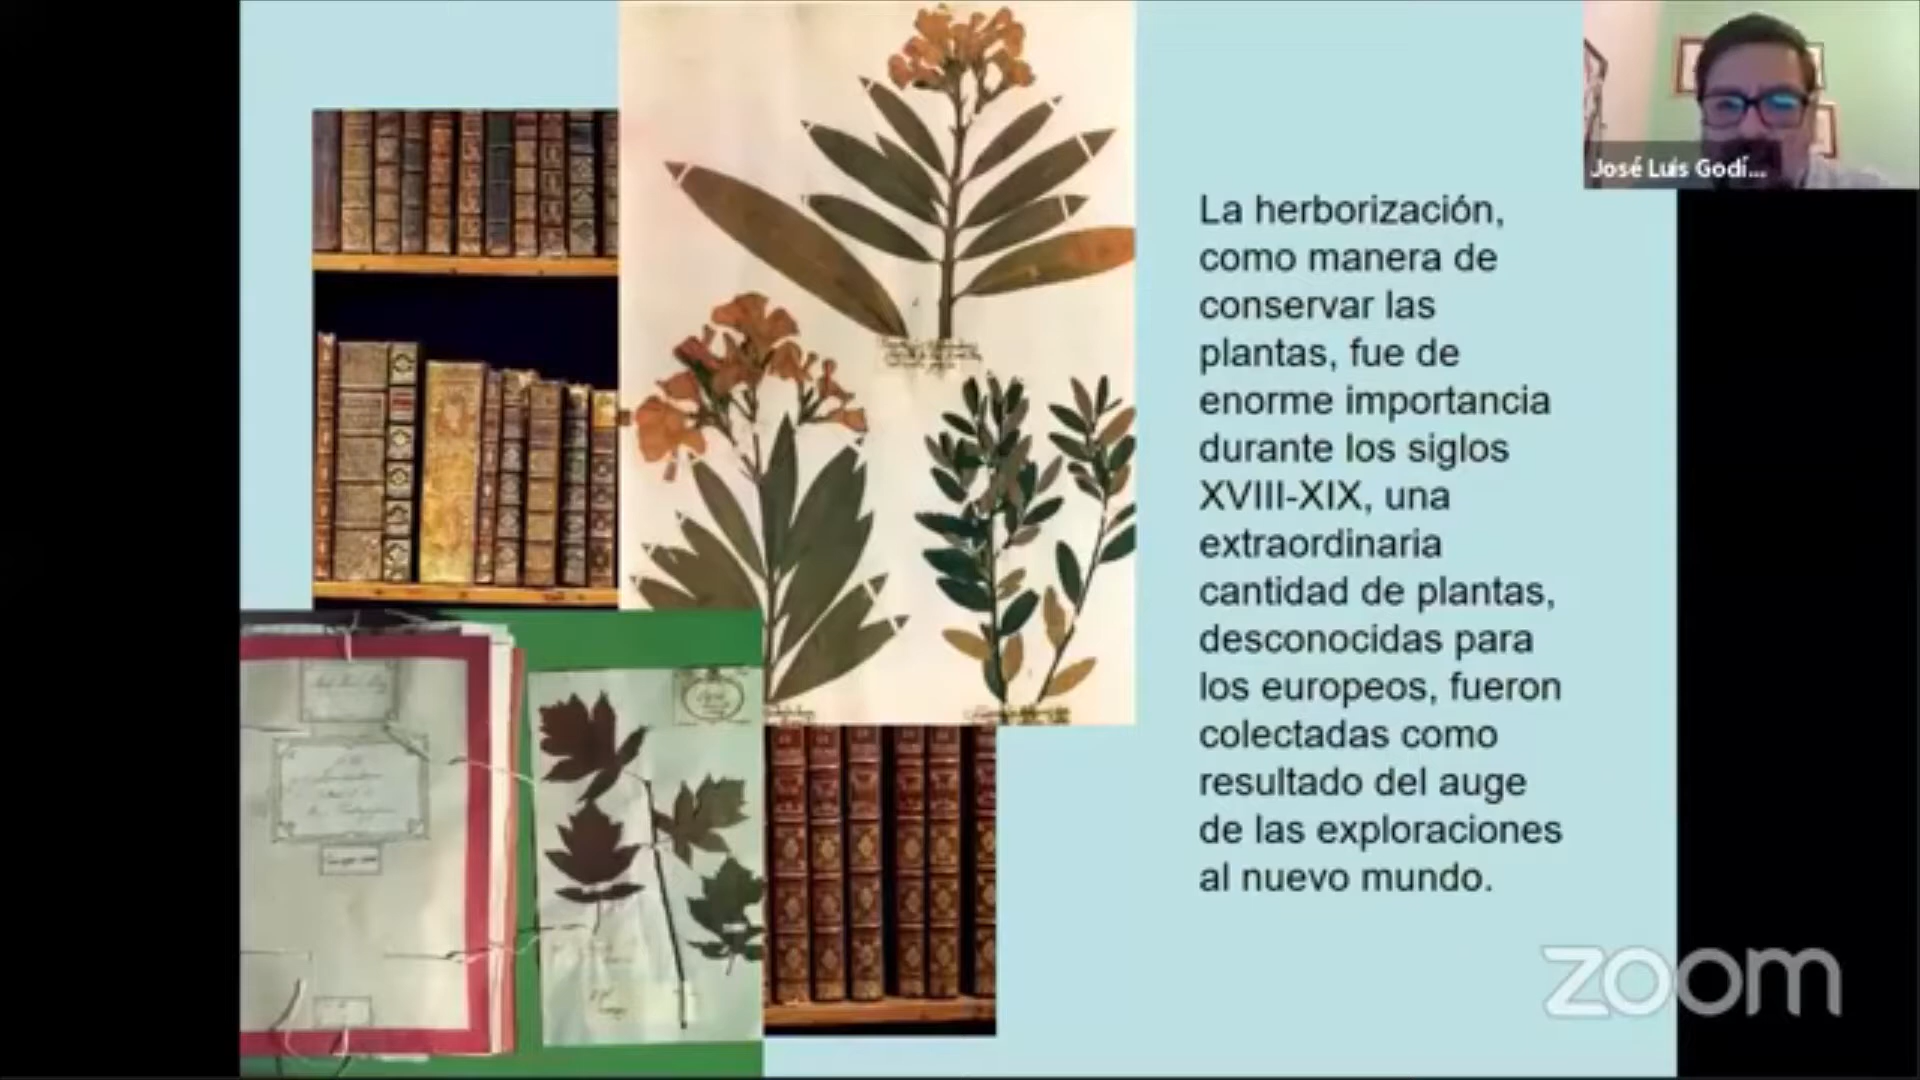 José Luis Godí...
La herborización,
como manera de
conservar las
plantas, fue de
enorme importancia
durante los siglos
XVIII-XIX, una
extraordinaria
cantidad de plantas,
desconocidas para
los europeos, fueron
colectadas como
resultado del auge
de las exploraciones
al nuevo mundo.
zoom